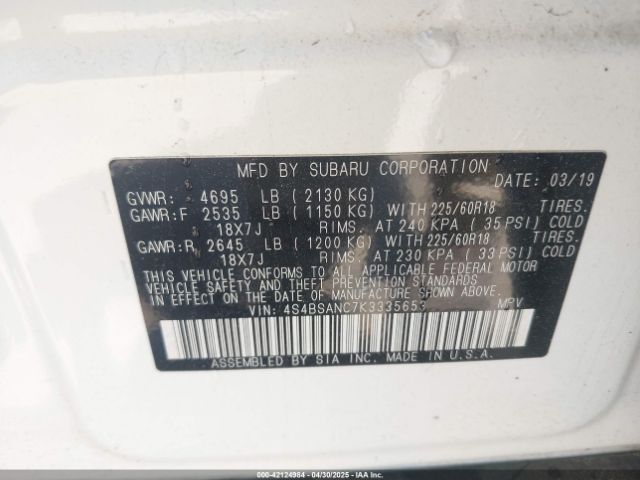 MFD BY SUBARU CORPORATION
DATE: 03/19
GVWR: 4695 LB ( 2130 KG)
GAWR:F 2535 LB ( 1150 KG) WITH 225/60R18 TIRES.
18X7J RIMS. AT 240 KPA ( 35 PSI) COLD
GAWR:R 2645 LB ( 1200 KG) WITH 225/60R18 TIRES.
18X7J RIMS. AT 230 KPA ( 33 PSI) COLD
THIS VEHICLE CONFORMS TO ALL APPLICABLE FEDERAL MOTOR
VEHICLE SAFETY, BUMPER, AND THEFT PREVENTION STANDARDS
IN EFFECT ON THE DATE OF MANUFACTURE SHOWN ABOVE.
VIN: 4S4BSANC7K3335653 MPV
ASSEMBLED BY SIA INC. MADE IN U.S.A.
000-42124984 | 04/30/2025 | IAA